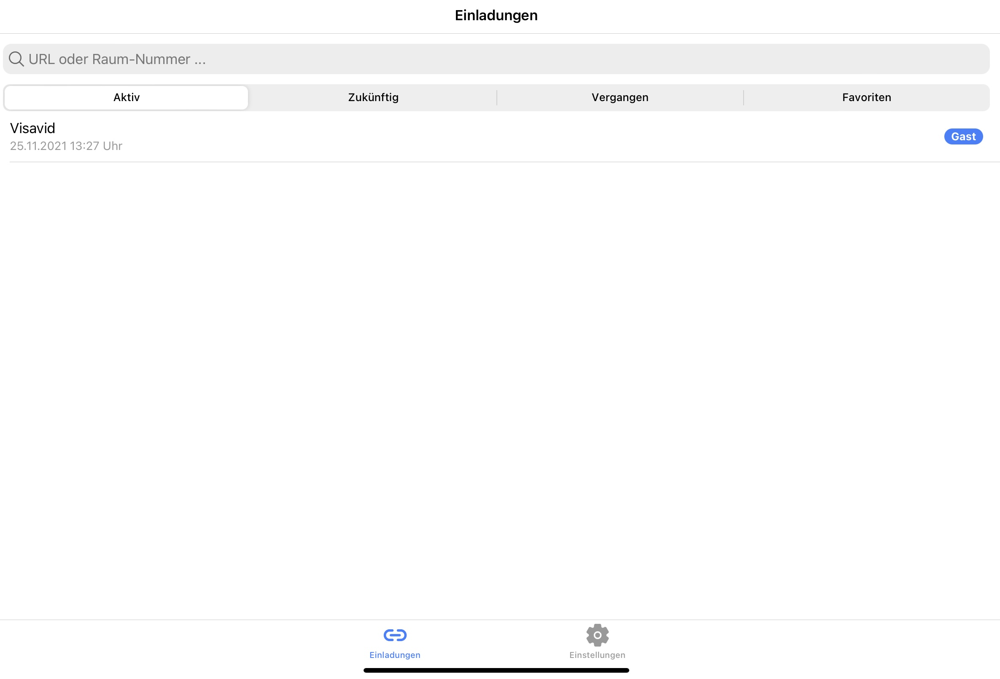 Einladungen
URL oder Raum-Nummer ...
Aktiv Zukünftig Vergangen Favoriten
Visavid
25.11.2021 13:27 Uhr
Gast
Einladungen Einstellungen